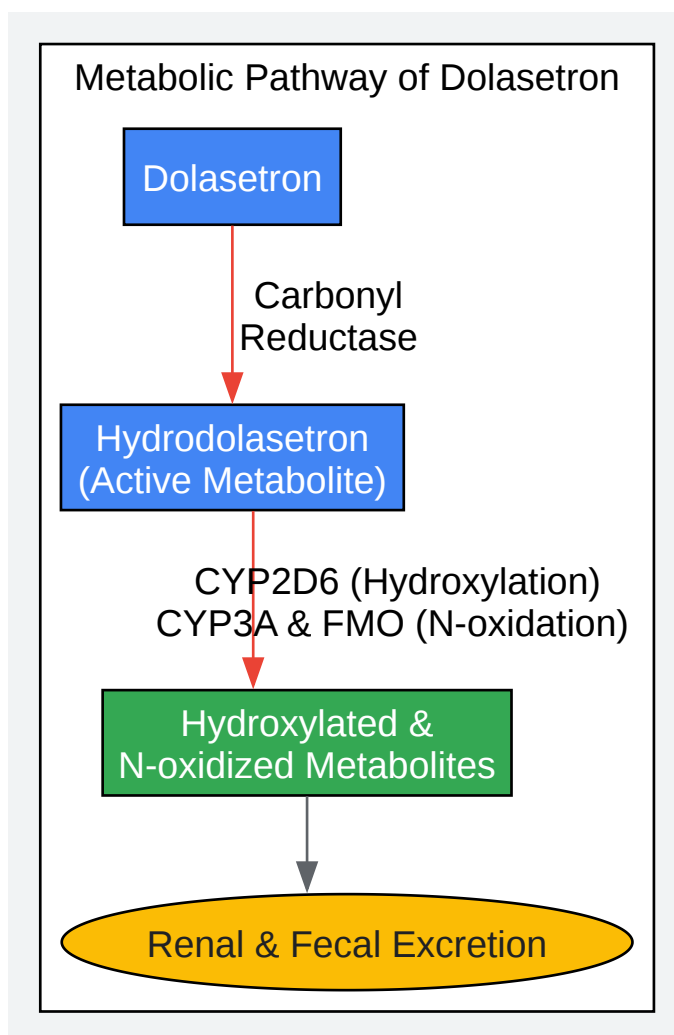 Metabolic Pathway of Dolasetron
Dolasetron
Carbonyl
Reductase
Hydrodolasetron
(Active Metabolite)
CYP2D6 (Hydroxylation)
CYP3A & FMO (N-oxidation)
Hydroxylated &
N-oxidized Metabolites
Renal & Fecal Excretion